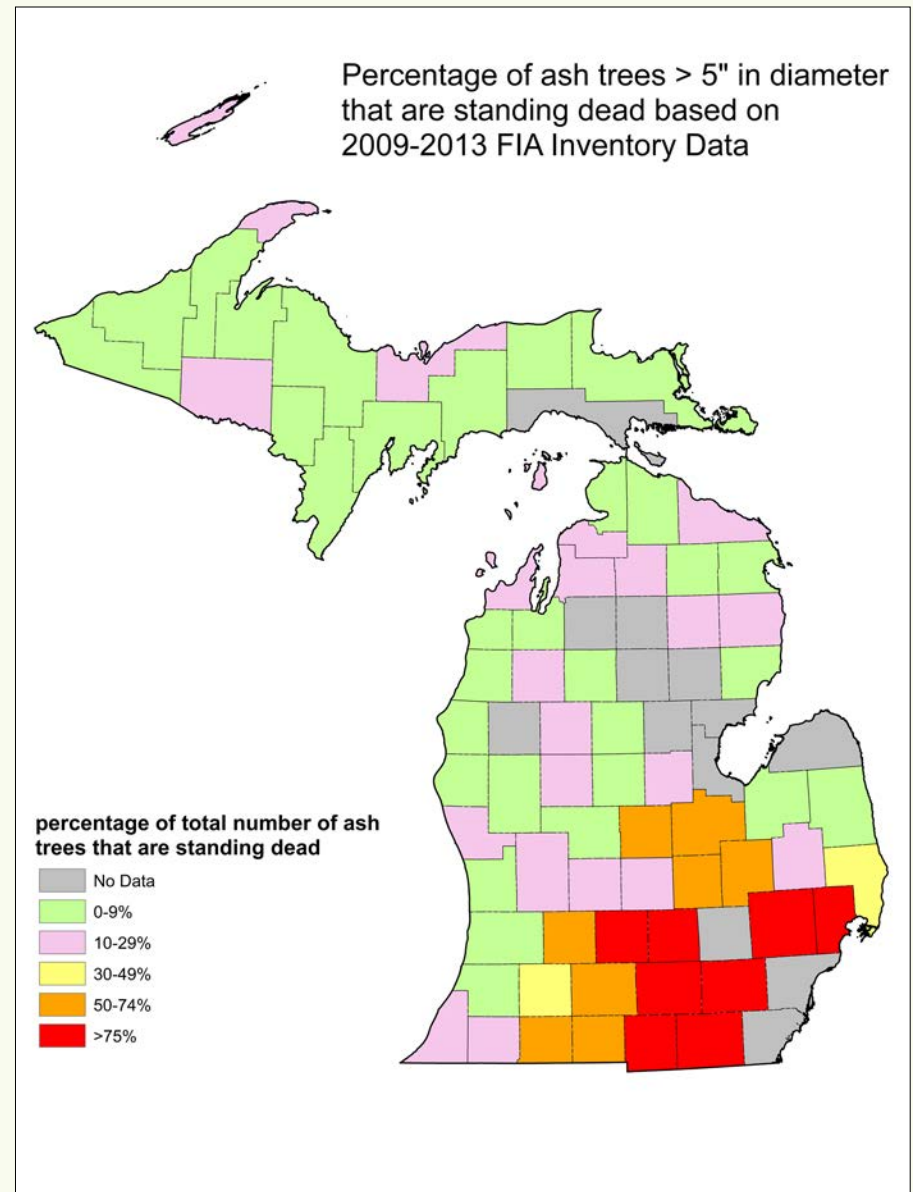 Percentage of ash trees > 5" in diameter
that are standing dead based on
2009-2013 FIA Inventory Data
percentage of total number of ash
trees that are standing dead
No Data
0-9%
10-29%
30-49%
50-74%
>75%